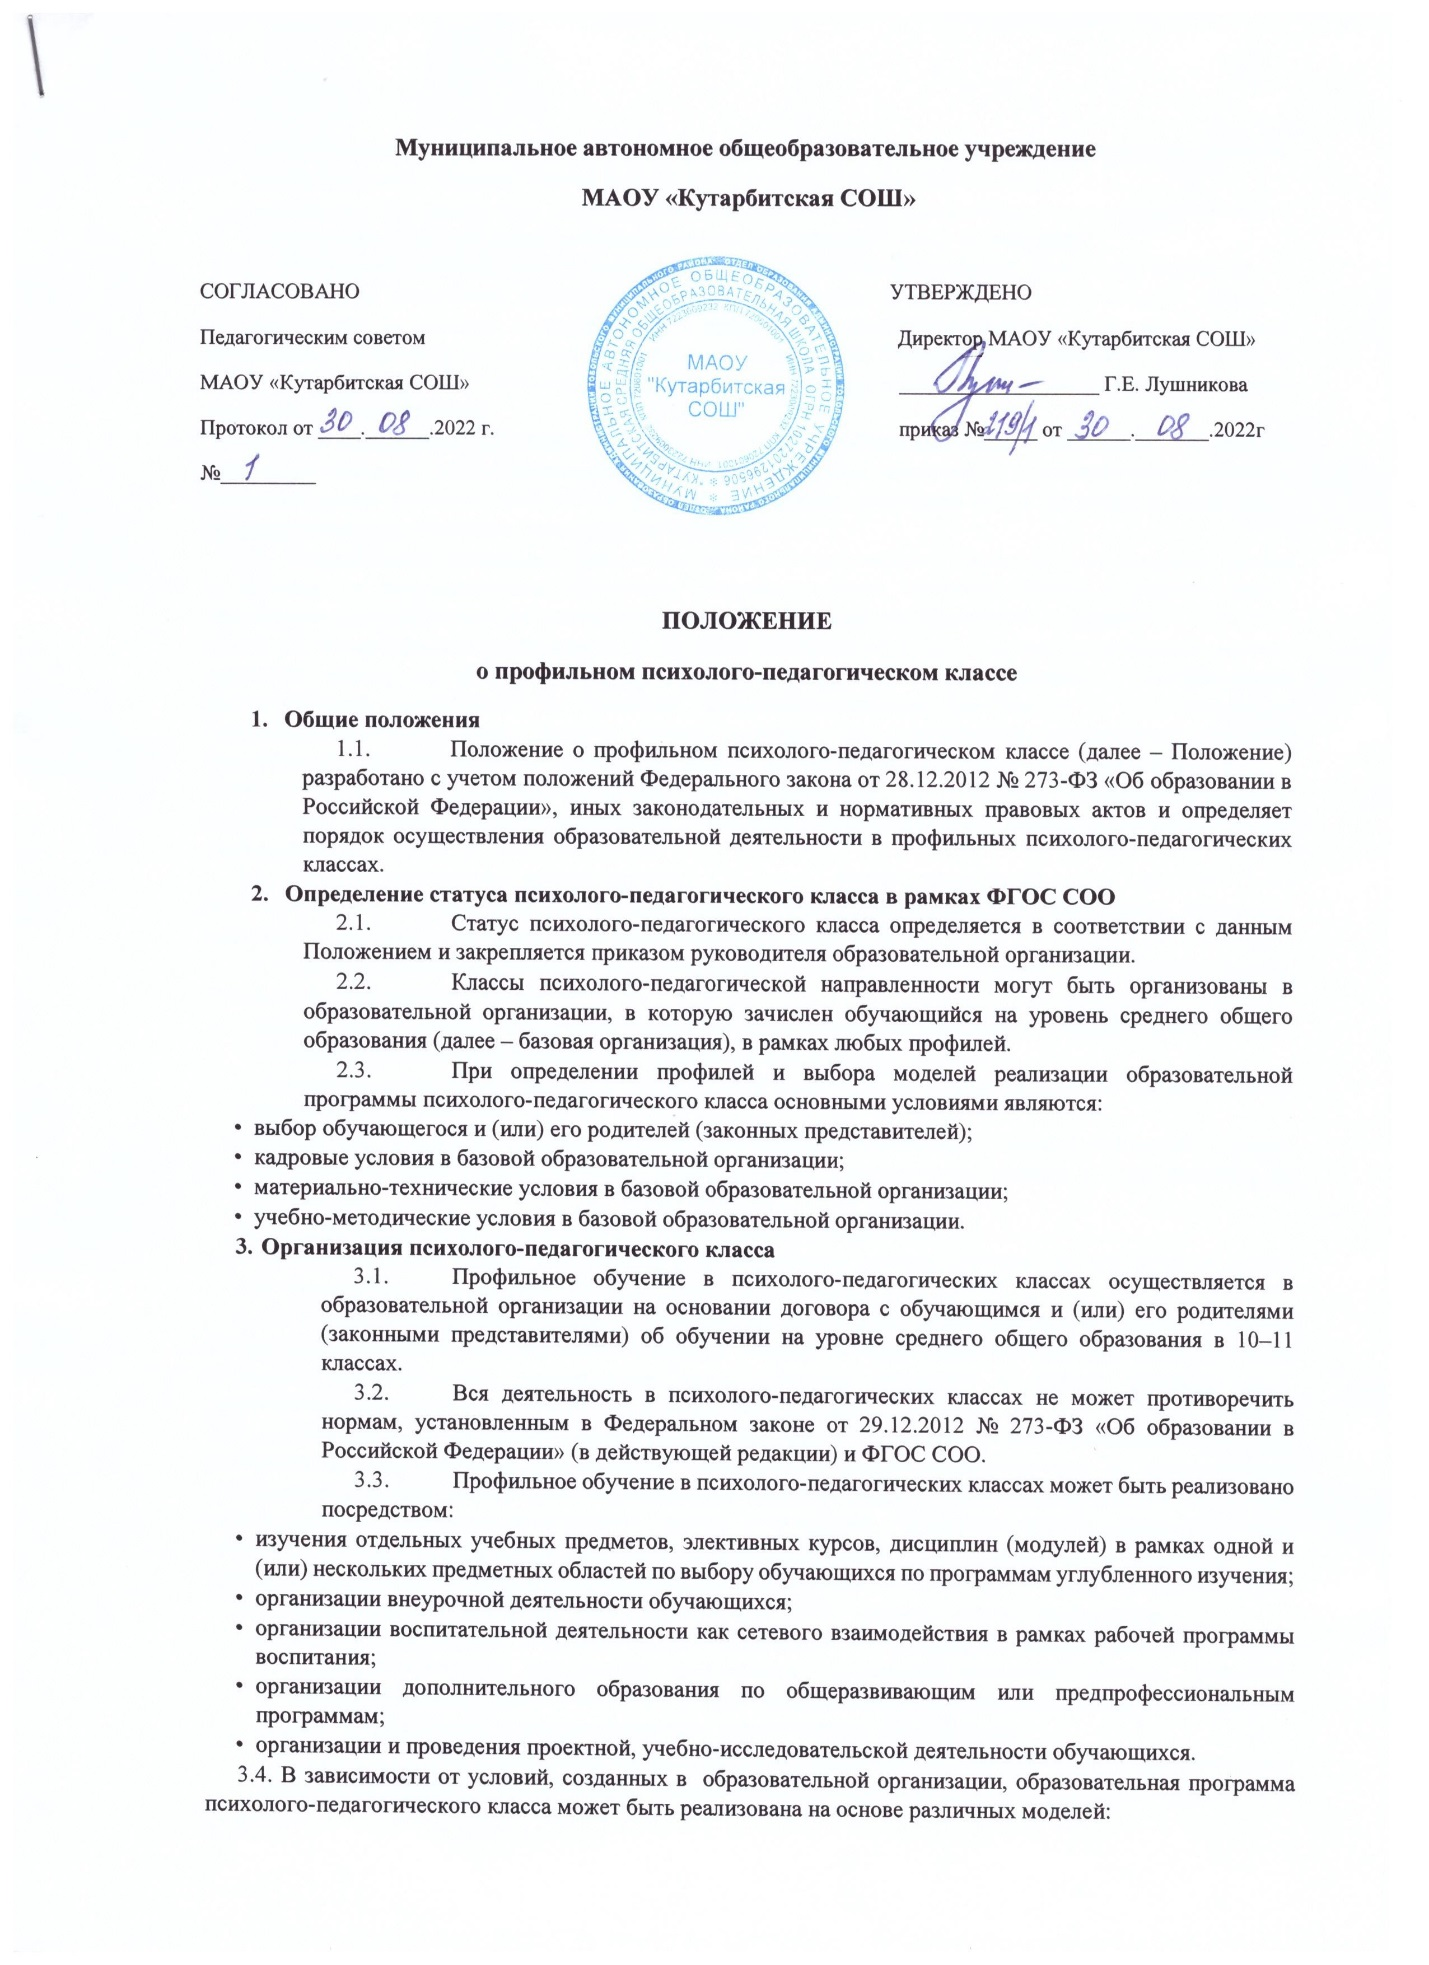 Муниципальное автономное общеобразовательное учреждение
МАОУ «Кутарбитская СОШ»
СОГЛАСОВАНО
Педагогическим советом
МАОУ «Кутарбитская СОШ»
Протокол от 30.08.2022 г.
№ 1
МАОУ
"Кутарбитская
СОШ"
УТВЕРЖДЕНО
Директор МАОУ «Кутарбитская СОШ»
Г.Е. Лушникова
приказ № 219/1 от 30.08.2022г
ПОЛОЖЕНИЕ
о профильном психолого-педагогическом классе
1. Общие положения
1.1. Положение о профильном психолого-педагогическом классе (далее – Положение)
разработано с учетом положений Федерального закона от 28.12.2012 № 273-ФЗ «Об образовании в
Российской Федерации», иных законодательных и нормативных правовых актов и определяет
порядок осуществления образовательной деятельности в профильных психолого-педагогических
классах.
2. Определение статуса психолого-педагогического класса в рамках ФГОС СОО
2.1. Статус психолого-педагогического класса определяется в соответствии с данным
Положением и закрепляется приказом руководителя образовательной организации.
2.2. Классы психолого-педагогической направленности могут быть организованы в
образовательной организации, в которую зачислен обучающийся на уровень среднего общего
образования (далее – базовая организация), в рамках любых профилей.
2.3. При определении профилей и выбора моделей реализации образовательной
программы психолого-педагогического класса основными условиями являются:
• выбор обучающегося и (или) его родителей (законных представителей);
• кадровые условия в базовой образовательной организации;
• материально-технические условия в базовой образовательной организации;
• учебно-методические условия в базовой образовательной организации.
3. Организация психолого-педагогического класса
3.1. Профильное обучение в психолого-педагогических классах осуществляется в
образовательной организации на основании договора с обучающимся и (или) его родителями
(законными представителями) об обучении на уровне среднего общего образования в 10–11
классах.
3.2. Вся деятельность в психолого-педагогических классах не может противоречить
нормам, установленным в Федеральном законе от 29.12.2012 № 273-ФЗ «Об образовании в
Российской Федерации» (в действующей редакции) и ФГОС СОО.
3.3. Профильное обучение в психолого-педагогических классах может быть реализовано
посредством:
• изучения отдельных учебных предметов, элективных курсов, дисциплин (модулей) в рамках одной и
(или) нескольких предметных областей по выбору обучающихся по программам углубленного изучения;
• организации внеурочной деятельности обучающихся;
• организации воспитательной деятельности как сетевого взаимодействия в рамках рабочей программы
воспитания;
• организации дополнительного образования по общеразвивающим или предпрофессиональным
программам;
• организации и проведения проектной, учебно-исследовательской деятельности обучающихся.
3.4. В зависимости от условий, созданных в образовательной организации, образовательная программа
психолого-педагогического класса может быть реализована на основе различных моделей: